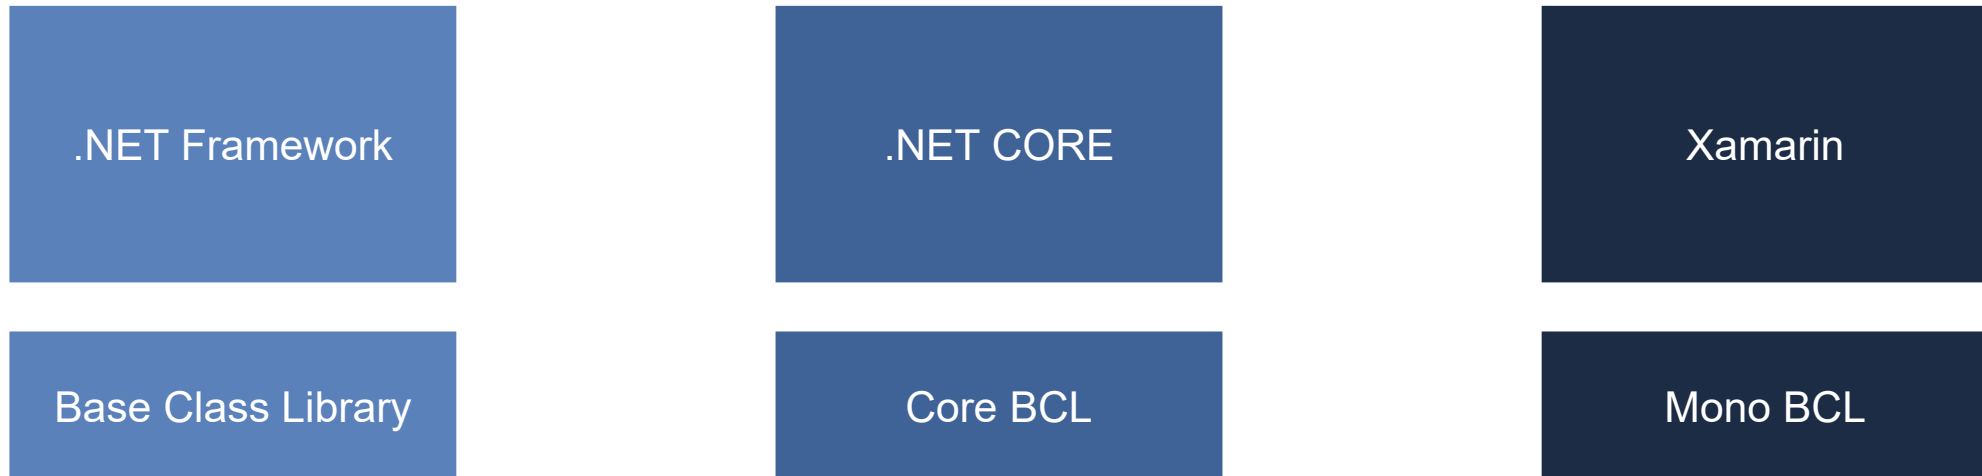 .NET Framework
.NET CORE
Xamarin
Base Class Library
Core BCL
Mono BCL